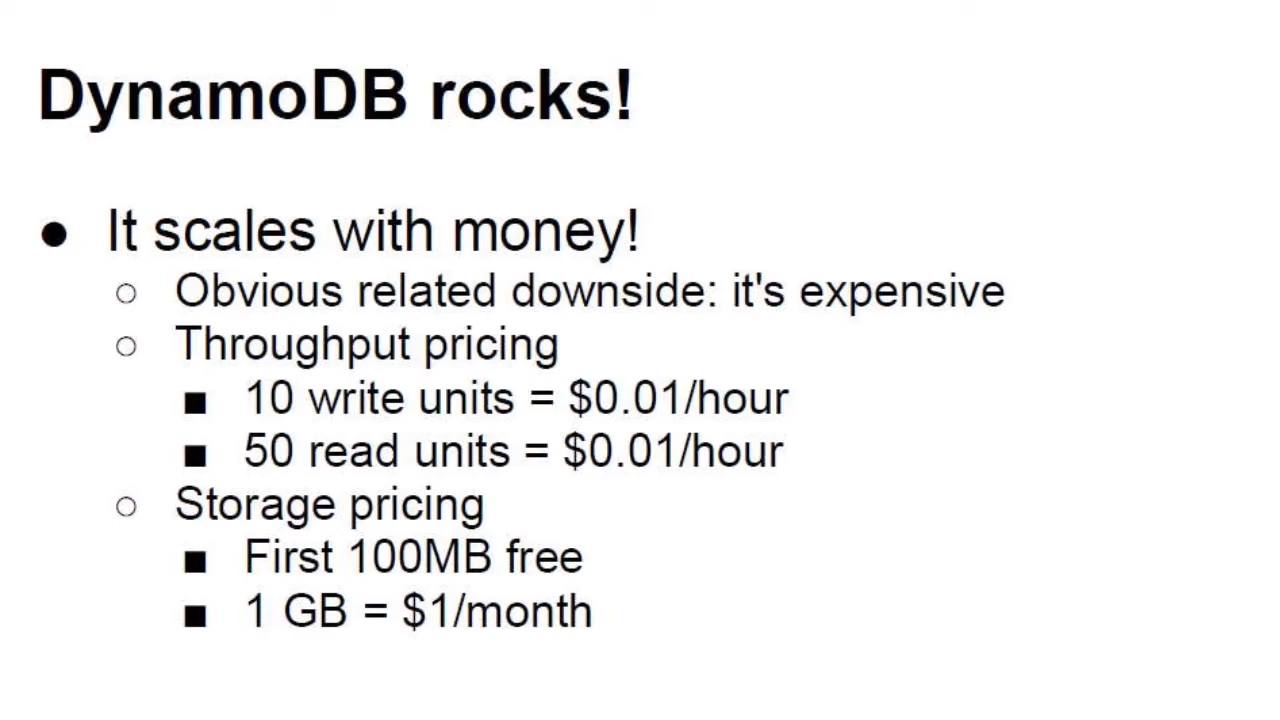 DynamoDB rocks!
● It scales with money!
○ Obvious related downside: it's expensive
○ Throughput pricing
■ 10 write units = $0.01/hour
■ 50 read units = $0.01/hour
○ Storage pricing
■ First 100MB free
■ 1 GB = $1/month